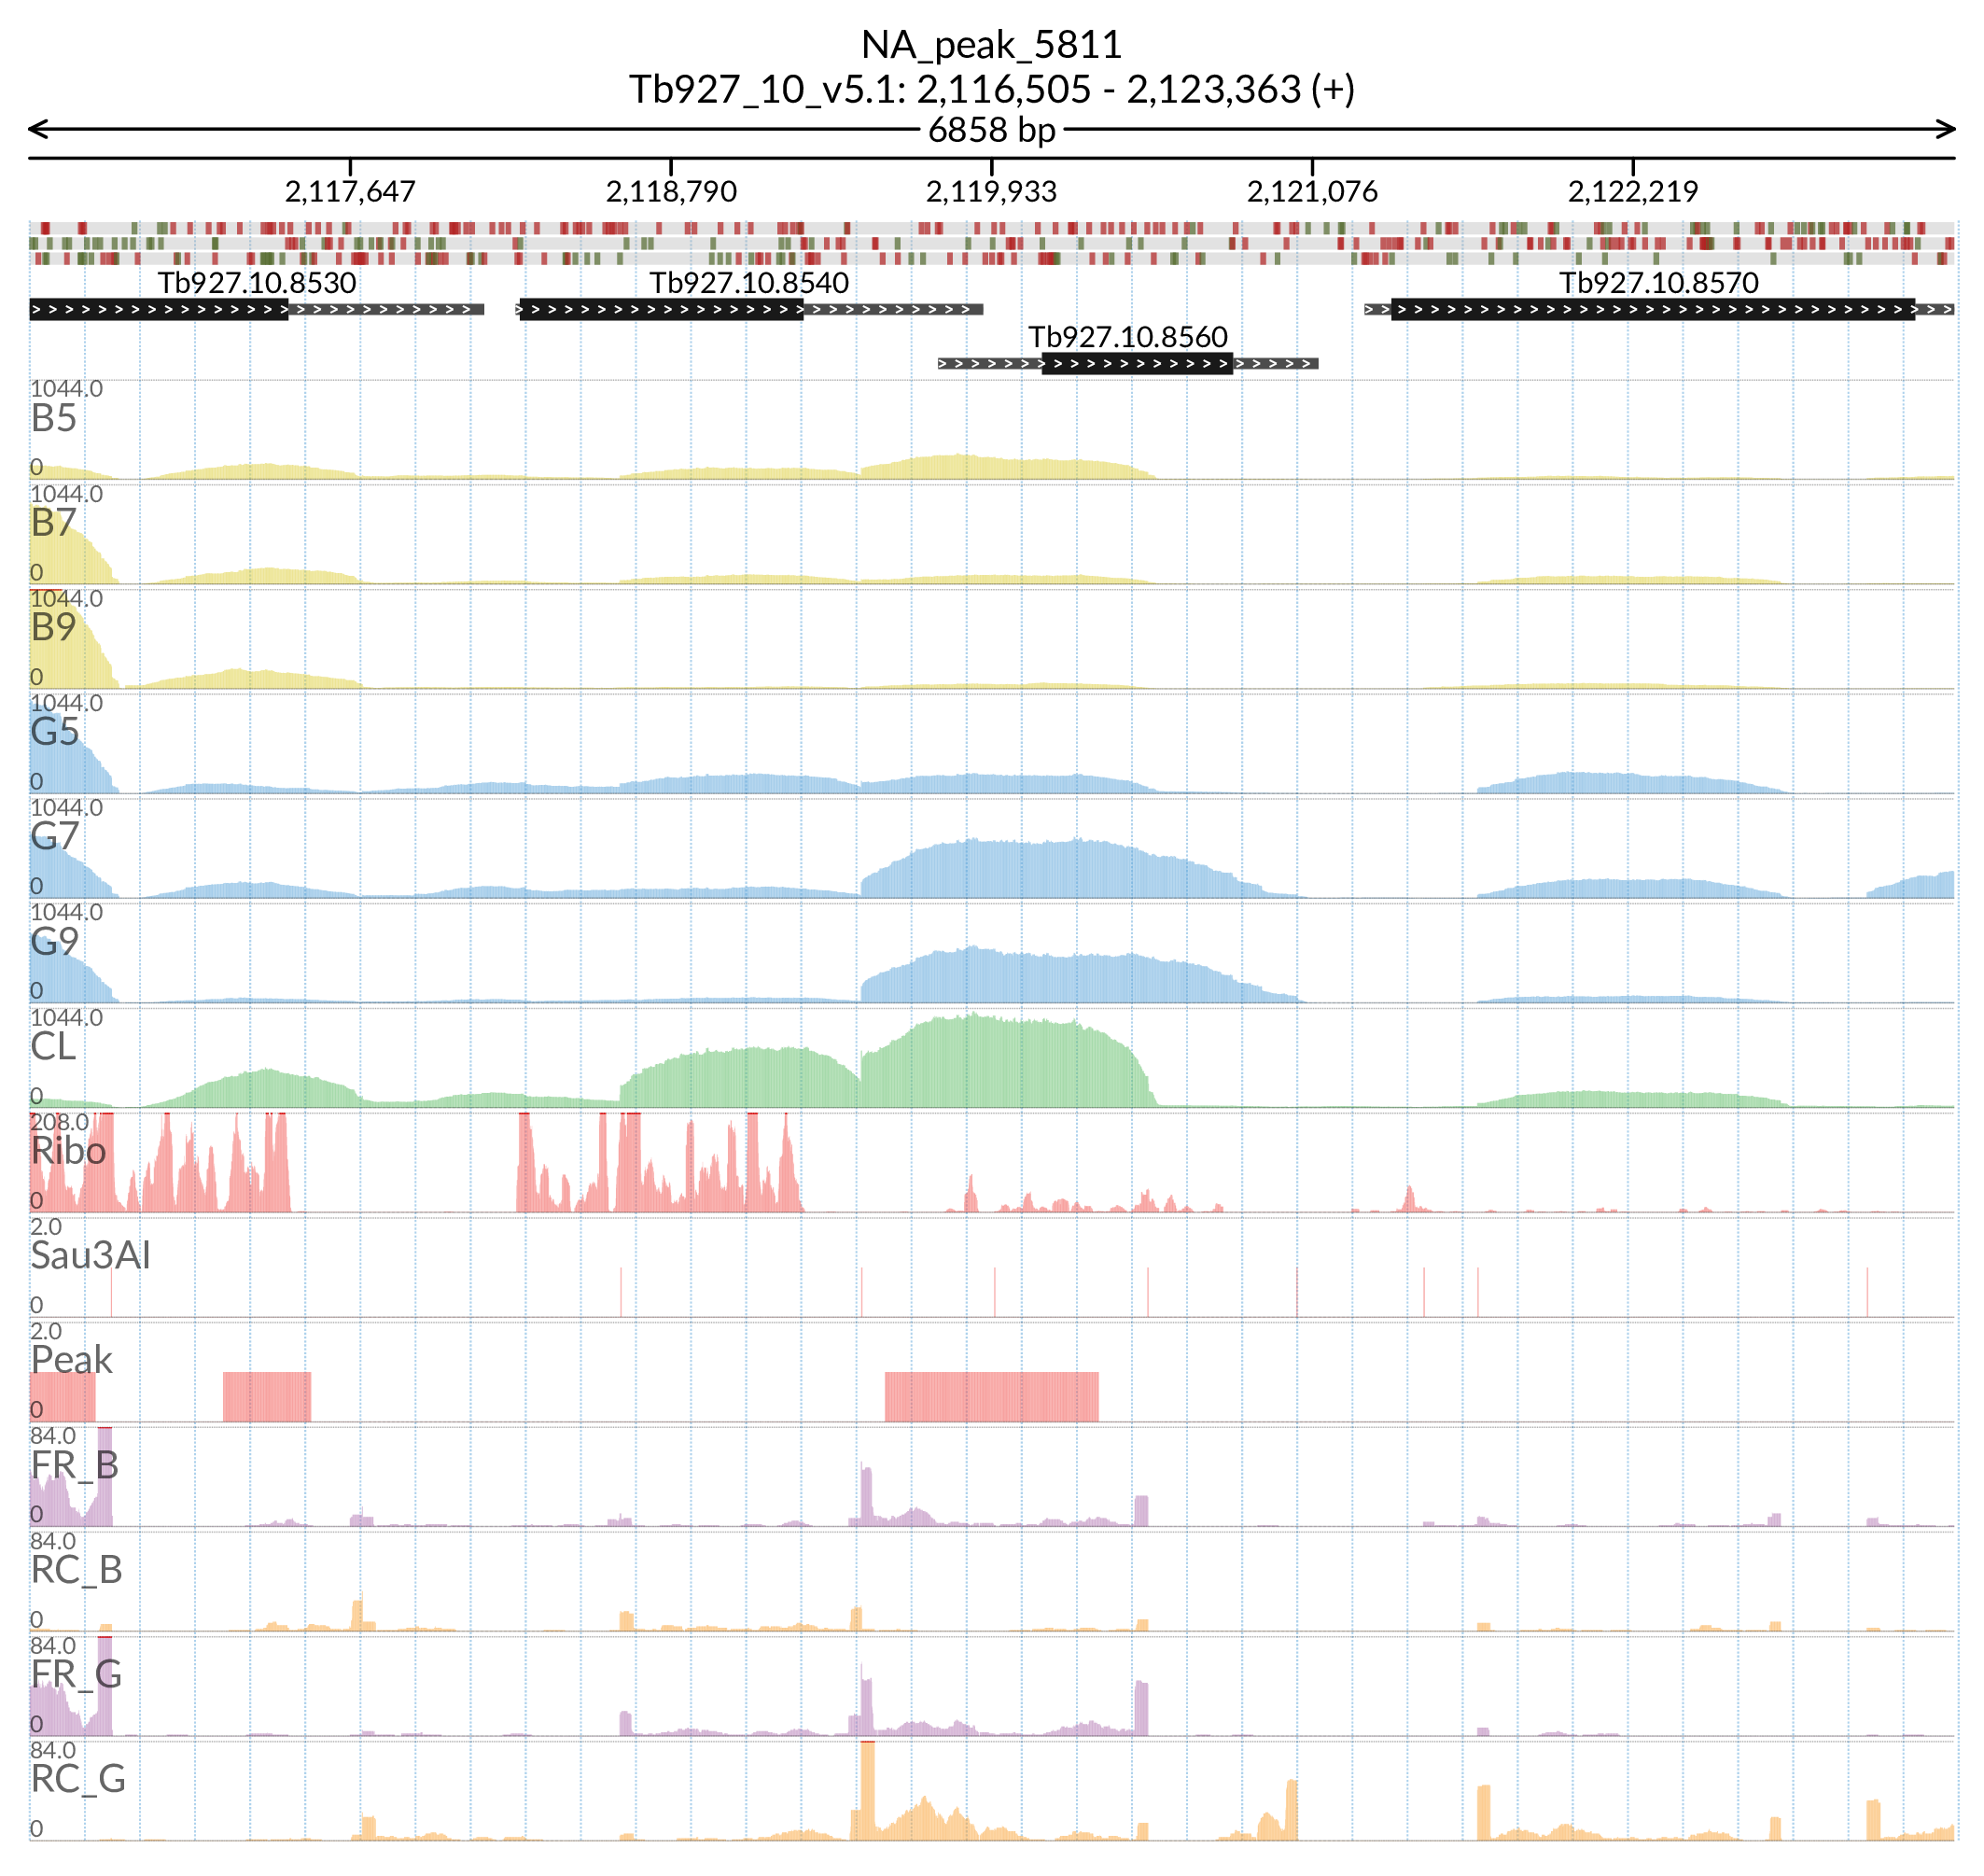 NA_peak_5811
Tb927_10_v5.1: 2,116,505 - 2,123,363 (+)
6858 bp
2,117,647 2,118,790 2,119,933 2,121,076 2,122,219
Tb927.10.8530 Tb927.10.8540 Tb927.10.8570
Tb927.10.8560
1044.0
B5
0
1044.0
B7
0
1044.0
B9
0
1044.0
G5
0
1044.0
G7
0
1044.0
G9
0
1044.0
CL
0
208.0
Ribo
0
2.0
Sau3AI
0
2.0
Peak
0
84.0
FR_B
0
84.0
RC_B
0
84.0
FR_G
0
84.0
RC_G
0